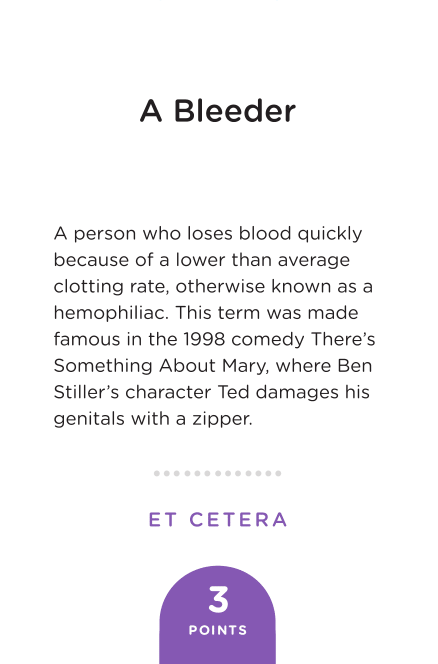 A Bleeder
A person who loses blood quickly
because of a lower than average
clotting rate, otherwise known as a
hemophiliac. This term was made
famous in the 1998 comedy There’s
Something About Mary, where Ben
Stiller’s character Ted damages his
genitals with a zipper.
ET CETERA
3
POINTS